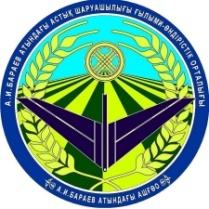 А.И.БАРАЕВ АТЫНДАҒЫ АСТЫҚ ШАРУАШЫЛЫҒЫ ҒЫЛЫМИ-ӨНДІРІСТІК ОРТАЛЫҒЫ
А.И.БАРАЕВ АТЫНДАҒЫ АШҒӨО